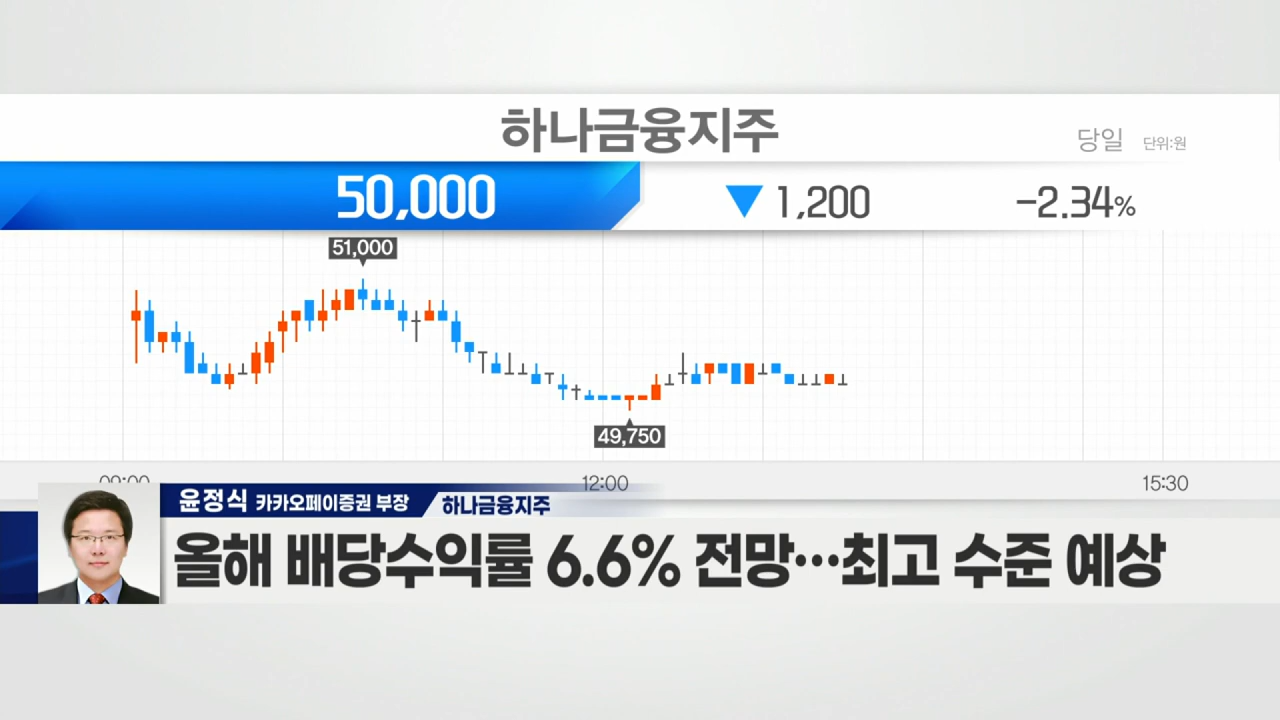 하나금융지주
당일 단위:원
50,000 ▼ 1,200 -2.34%
51,000
49,750
09:00 12:00 15:30
윤정식 카카오페이증권 부장 하나금융지주
올해 배당수익률 6.6% 전망…최고 수준 예상